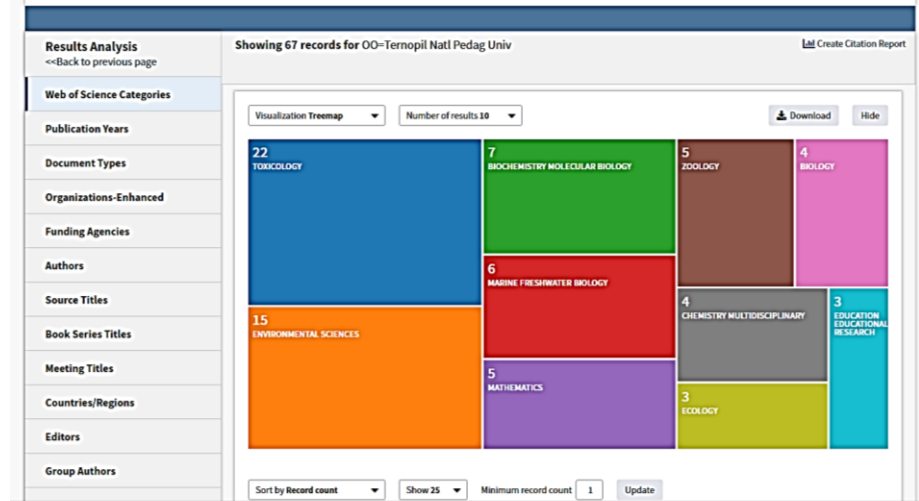 Results Analysis
<<Back to previous page
Showing 67 records for OO=Ternopil Natl Pedag Univ
Create Citation Report
Web of Science Categories
Publication Years
Document Types
Organizations-Enhanced
Funding Agencies
Authors
Source Titles
Book Series Titles
Meeting Titles
Countries/Regions
Editors
Group Authors
Visualization Treemap
Number of results 10
Download
Hide
22
TOXICOLOGY
7
BIOCHEMISTRY MOLECULAR BIOLOGY
5
ZOOLOGY
4
BIOLOGY
6
MARINE FRESHWATER BIOLOGY
4
CHEMISTRY MULTIDISCIPLINARY
3
EDUCATION
EDUCATIONAL
RESEARCH
15
ENVIRONMENTAL SCIENCES
5
MATHEMATICS
3
ECOLOGY
Sort by Record count
Show 25
Minimum record count 1
Update